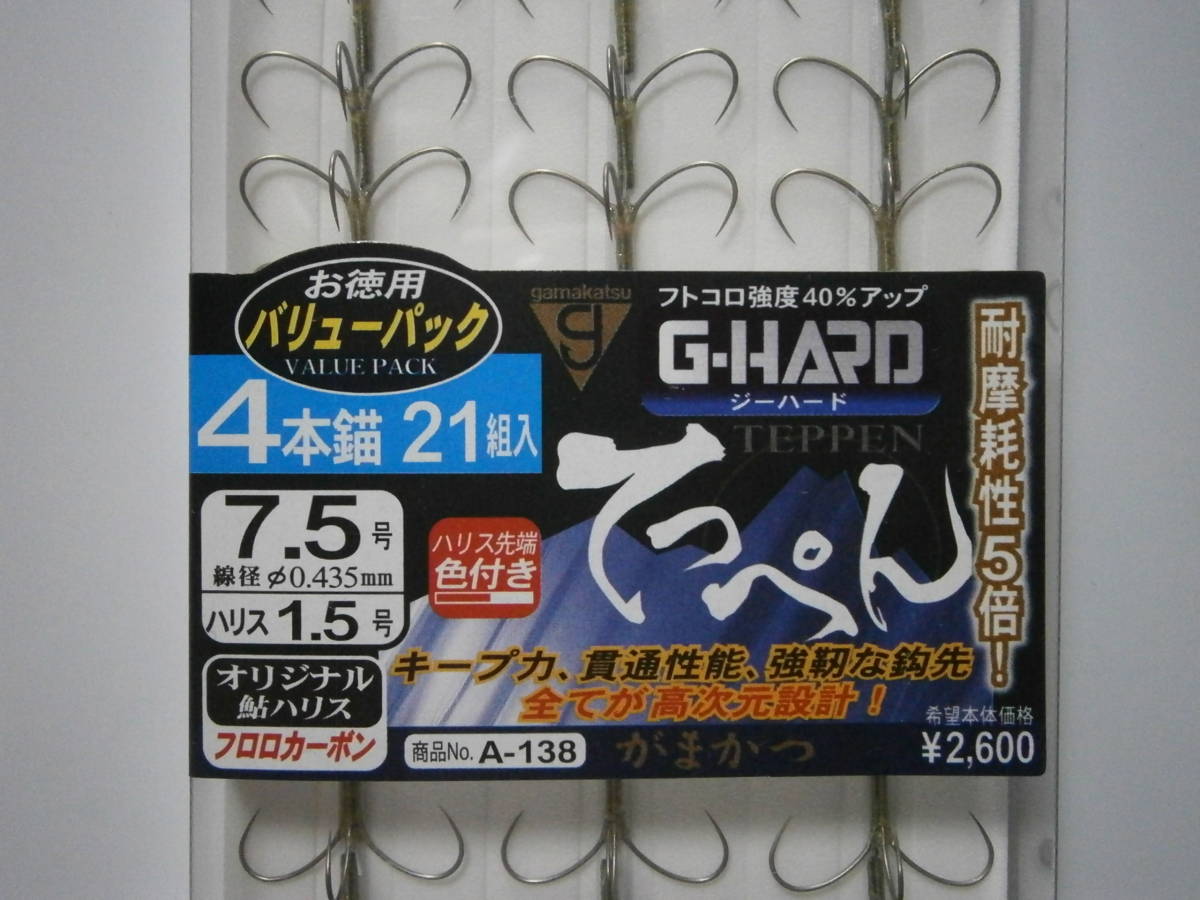 お徳用
バリューパック
VALUE PACK
4本錨 21組入
7.5号
線径 φ0.435mm
ハリス 1.5号
オリジナル
鮎ハリス
フロロカーボン
gamakatsu
フトコロ強度40%アップ
G-HARD
ジーハード
TEPPEN
てっぺん
耐摩耗性5倍!
ハリス先端
色付き
キープ力、貫通性能、強靭な鈎先
全てが高次元設計!
商品No. A-138
がまかつ
希望本体価格
¥2,600